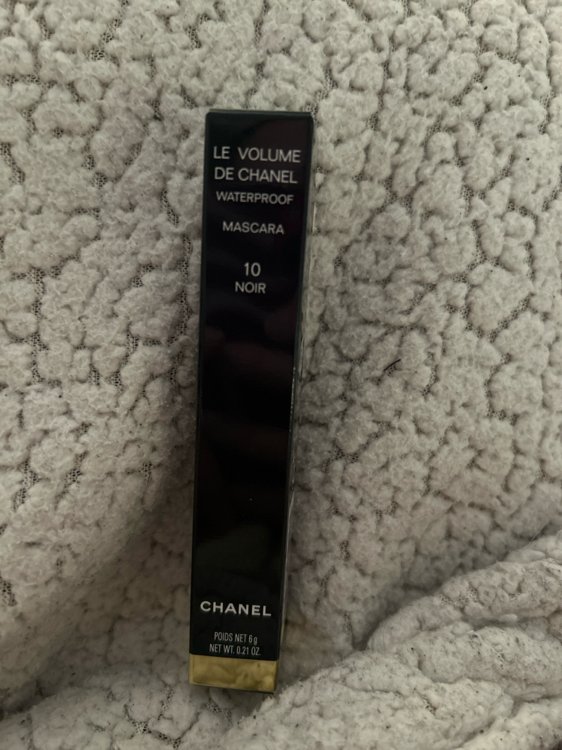 LE VOLUME
DE CHANEL
WATERPROOF
MASCARA
10
NOIR
CHANEL
POIDS NET 6 g
NET WT. 0.21 OZ.